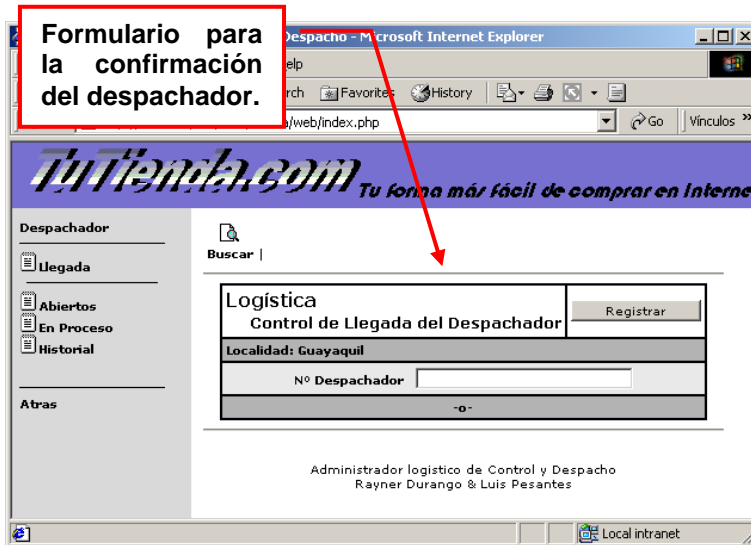 Formulario para
la confirmación
del despachador.
Despacho - Microsoft Internet Explorer
elp
rch Favorites History
/web/index.php Go Vínculos »
TuTienda.com Tu forma más fácil de comprar en Interne
Despachador
Llegada
Abiertos
En Proceso
Historial
Atras
Buscar |
Logística
Control de Llegada del Despachador
Registrar
Localidad: Guayaquil
Nº Despachador
-o-
Administrador logistico de Control y Despacho
Rayner Durango & Luis Pesantes
Local intranet